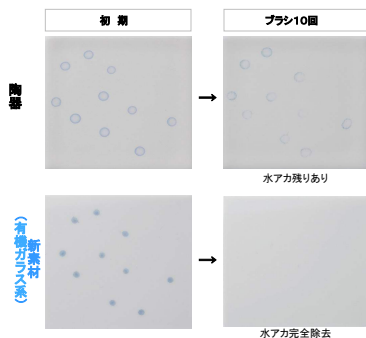 初 期
ブラシ10回
陶器
→
水アカ残りあり
新素材
(有機ガラス系)
→
水アカ完全除去